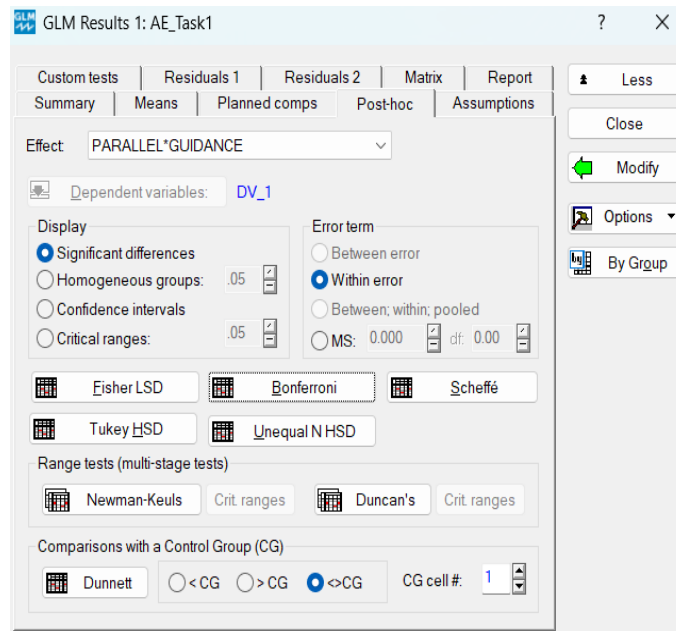 GLM Results 1: AE_Task1 ? X
Custom tests Residuals 1 Residuals 2 Matrix Report Less
Summary Means Planned comps Post-hoc Assumptions
Close
Effect: PARALLEL*GUIDANCE
Modify
Dependent variables: DV_1
Options
Display Error term
Significant differences Between error
By Group
Homogeneous groups: .05 Within error
Confidence intervals Between; within; pooled
Critical ranges: .05 MS: 0.000 df: 0.00
Fisher LSD Bonferroni Scheffé
Tukey HSD Unequal N HSD
Range tests (multi-stage tests)
Newman-Keuls Crit. ranges Duncan's Crit. ranges
Comparisons with a Control Group (CG)
Dunnett < CG > CG <>CG CG cell #: 1